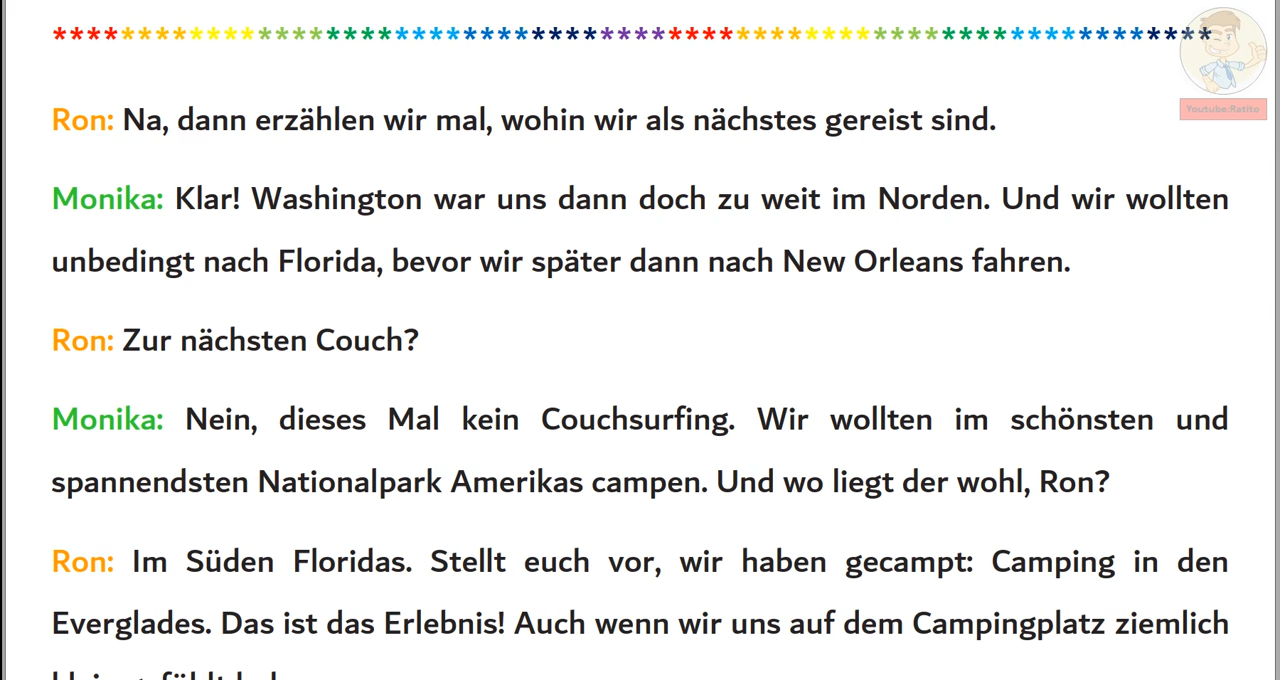 ************************************************************************
Youtube:Ratito
Ron: Na, dann erzählen wir mal, wohin wir als nächstes gereist sind.
Monika: Klar! Washington war uns dann doch zu weit im Norden. Und wir wollten
unbedingt nach Florida, bevor wir später dann nach New Orleans fahren.
Ron: Zur nächsten Couch?
Monika: Nein, dieses Mal kein Couchsurfing. Wir wollten im schönsten und
spannendsten Nationalpark Amerikas campen. Und wo liegt der wohl, Ron?
Ron: Im Süden Floridas. Stellt euch vor, wir haben gecampt: Camping in den
Everglades. Das ist das Erlebnis! Auch wenn wir uns auf dem Campingplatz ziemlich